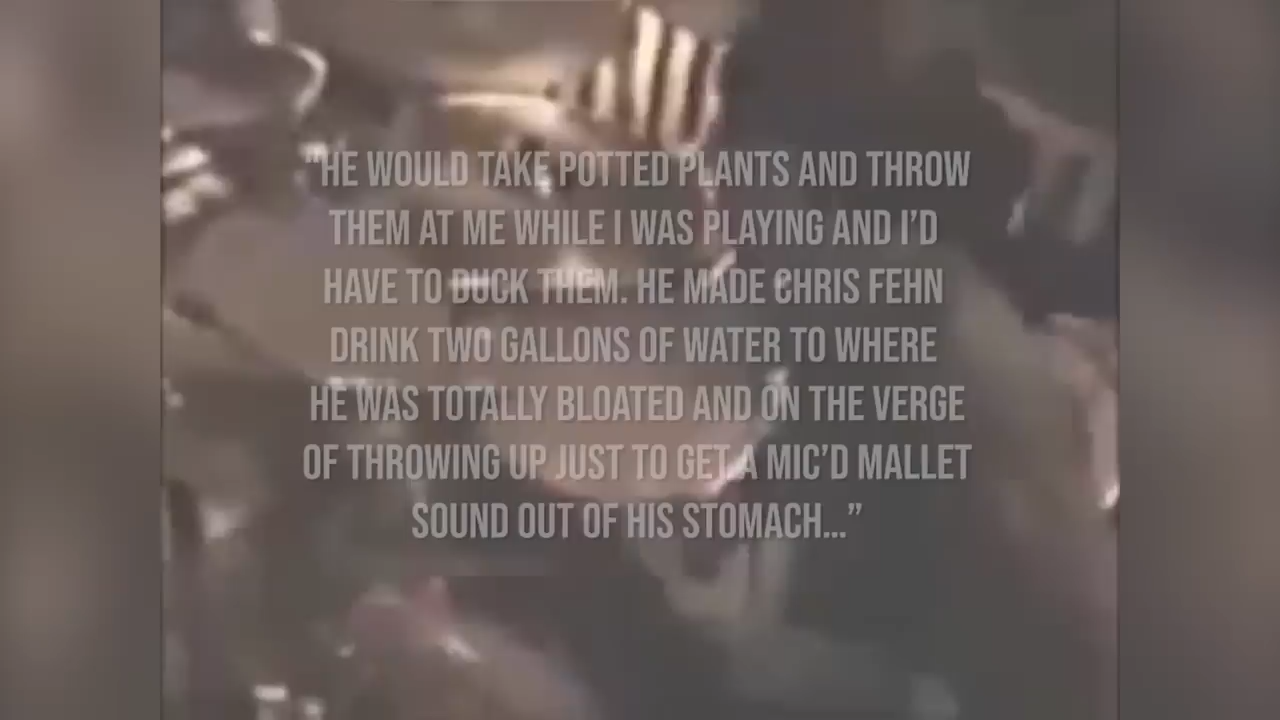 “HE WOULD TAKE POTTED PLANTS AND THROW
THEM AT ME WHILE I WAS PLAYING AND I’D
HAVE TO DUCK THEM. HE MADE CHRIS FEHN
DRINK TWO GALLONS OF WATER TO WHERE
HE WAS TOTALLY BLOATED AND ON THE VERGE
OF THROWING UP JUST TO GET A MIC’D MALLET
SOUND OUT OF HIS STOMACH...”